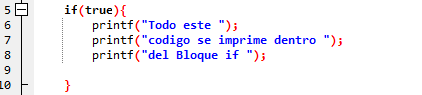 5 if(true){
6 printf("Todo este ");
7 printf("codigo se imprime dentro ");
8 printf("del Bloque if ");
9
10 }